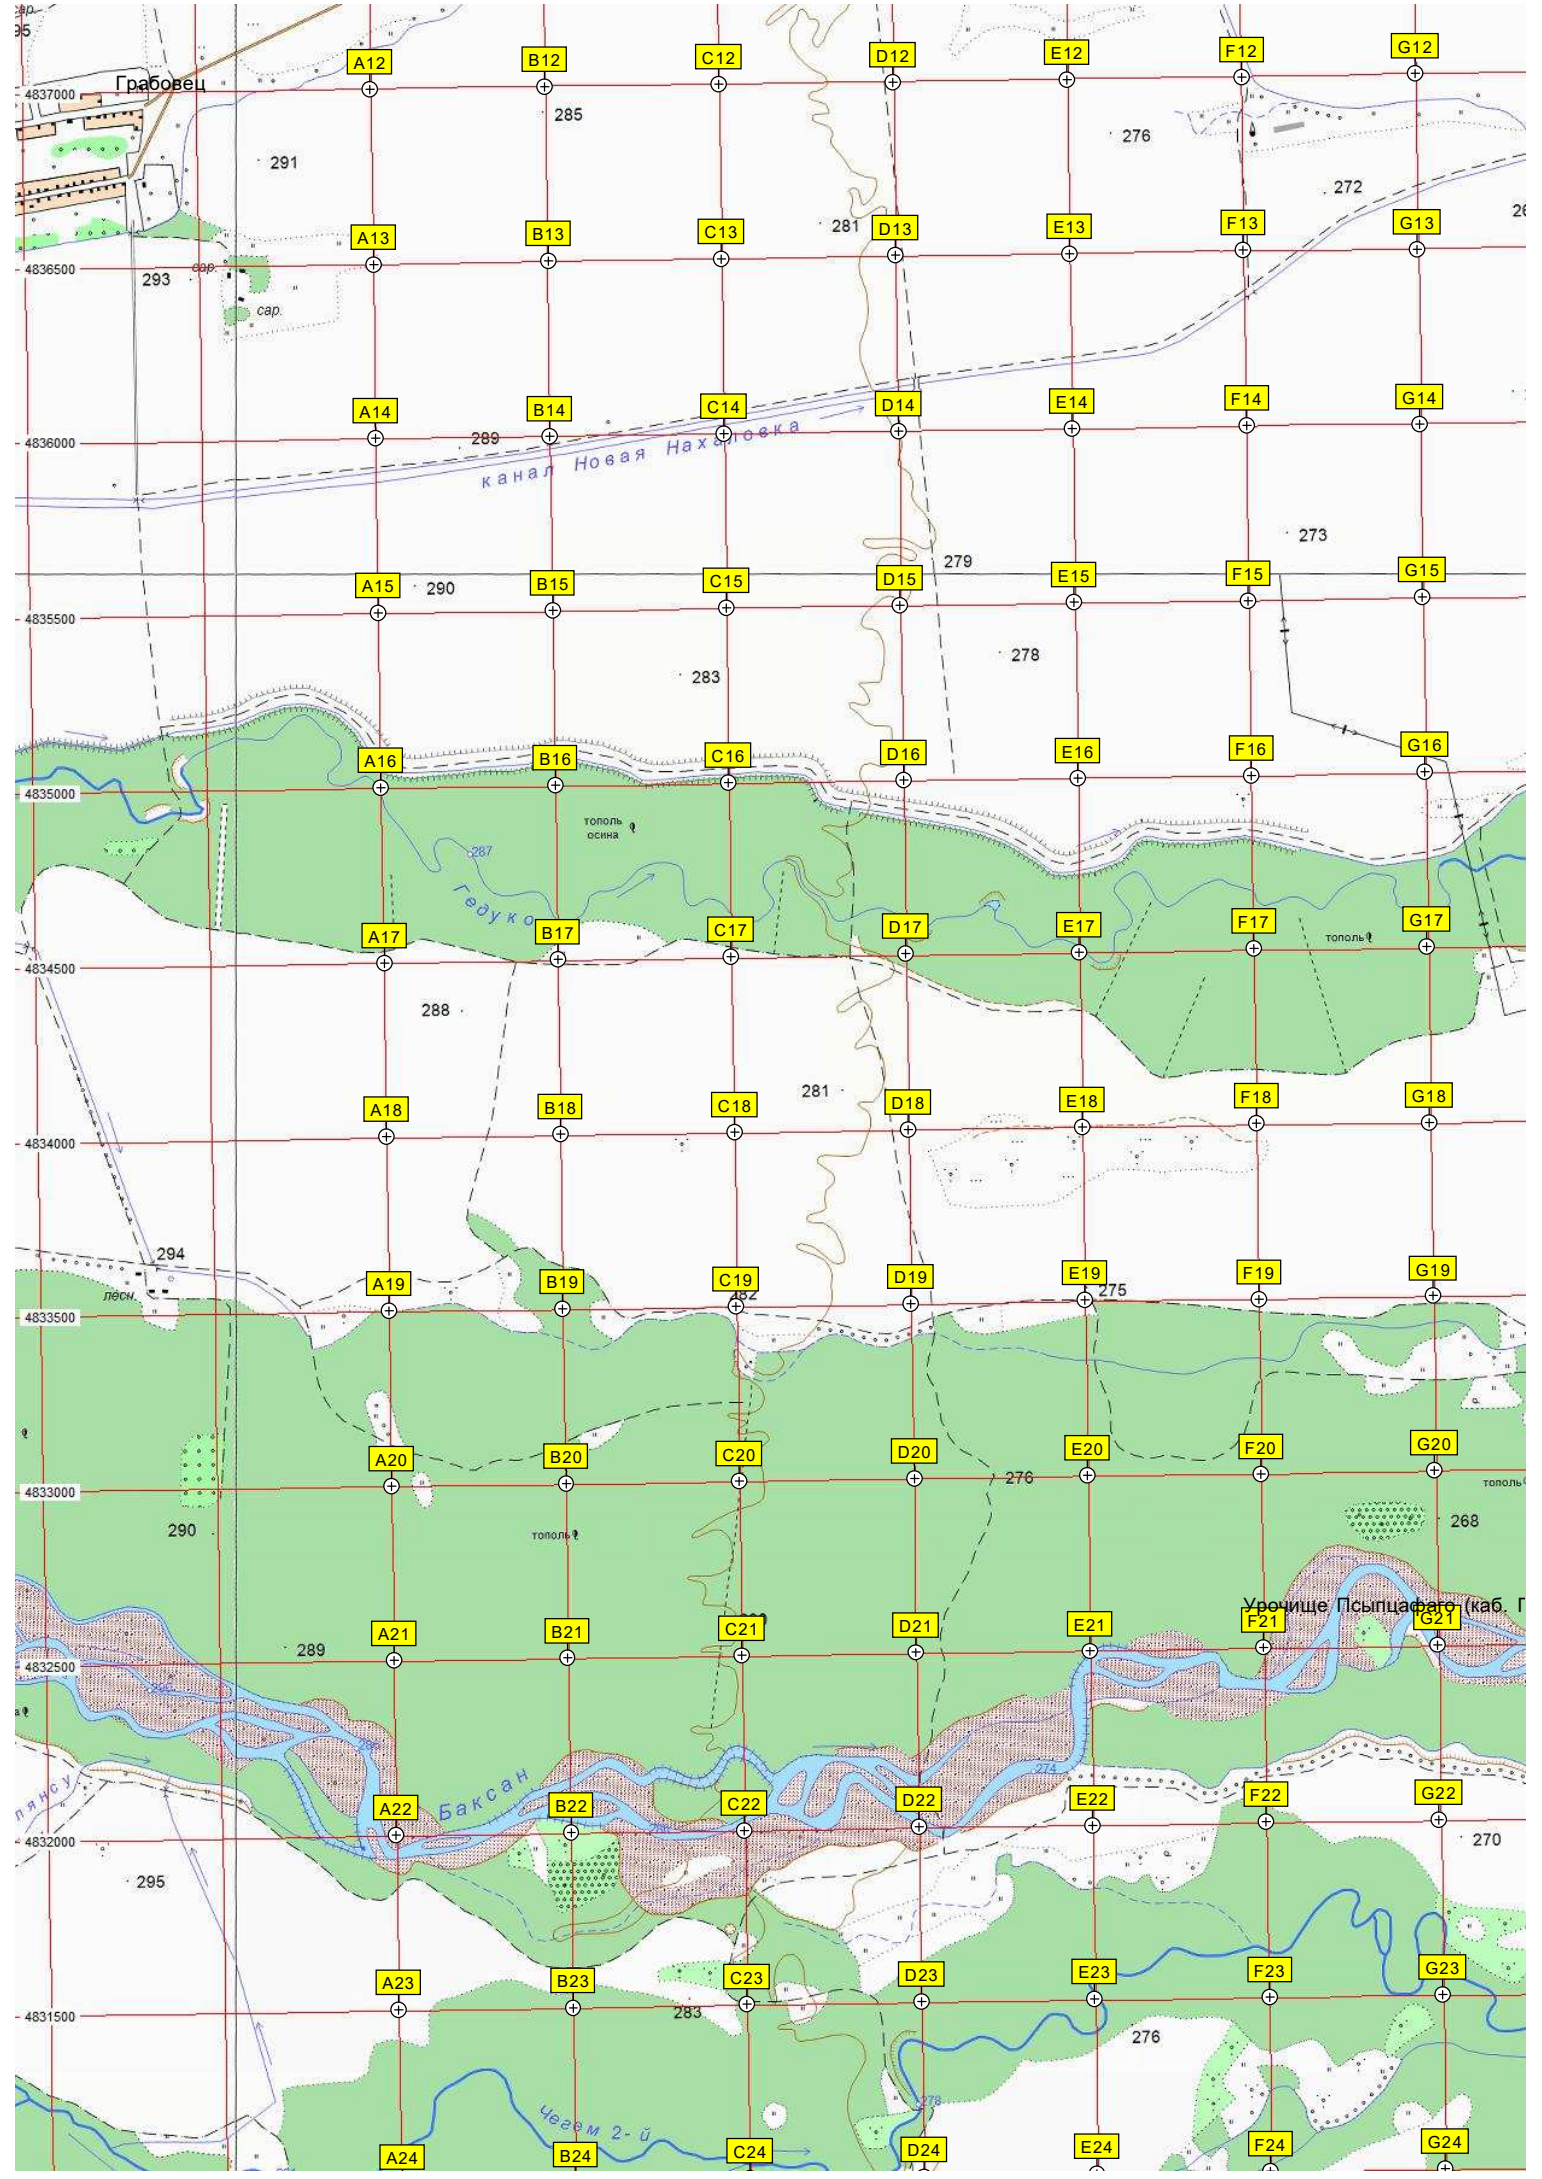 сар.
95
A12 B12 C12 D12 E12 F12 G12
Грабовец
4837000
285
276
291
272
26
281
A13 B13 C13 D13 E13 F13 G13
4836500
сар.
293
сар.
A14 B14 C14 D14 E14 F14 G14
4836000
289
канал Новая Нахаловка
273
279
A15 B15 C15 D15 E15 F15 G15
290
4835500
278
283
A16 B16 C16 D16 E16 F16 G16
4835000
тополь
осина
287
гедуко
A17 B17 C17 D17 E17 F17 G17
тополь
4834500
288
281
A18 B18 C18 D18 E18 F18 G18
4834000
294
лесн.
A19 B19 C19 D19 E19 F19 G19
282
275
4833500
A20 B20 C20 D20 E20 F20 G20
276
тополь
4833000
290
тополь
268
Урочище Псыпцафаго (каб. П
A21 B21 C21 D21 E21 F21 G21
289
4832500
274
лянсу
Баксан
A22 B22 C22 D22 E22 F22 G22
4832000
270
295
A23 B23 C23 D23 E23 F23 G23
283
4831500
276
278
Чегем 2-й
A24 B24 C24 D24 E24 F24 G24